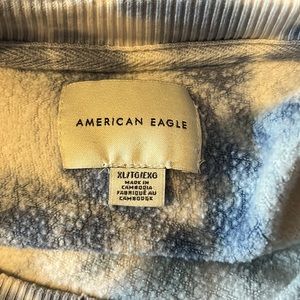 AMERICAN EAGLE
XL/TG/EXG
MADE IN
CAMBODIA
FABRIQUÉ AU
CAMBODGE